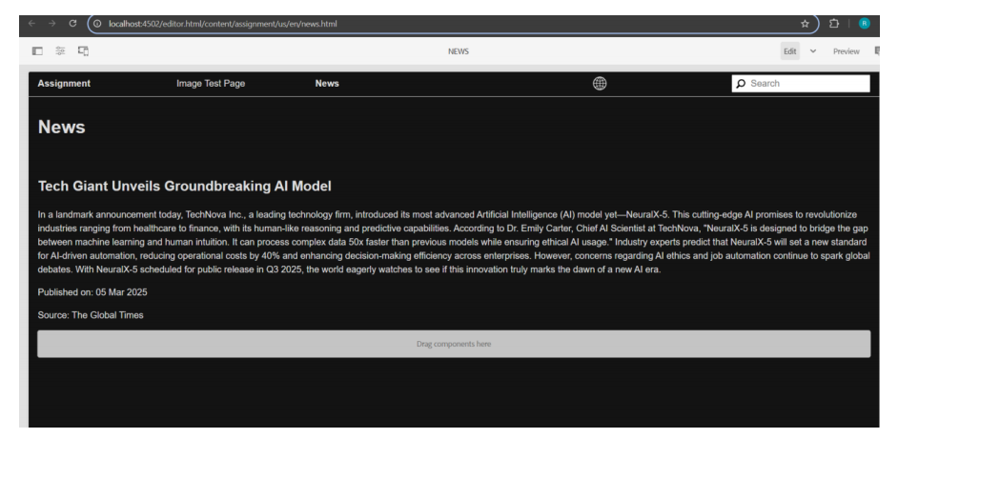 localhost:4502/editor.html/content/assignment/us/en/news.html
R
NEWS
Edit
Preview
Assignment
Image Test Page
News
Search
News
Tech Giant Unveils Groundbreaking AI Model
In a landmark announcement today, TechNova Inc., a leading technology firm, introduced its most advanced Artificial Intelligence (AI) model yet—NeuralX-5. This cutting-edge AI promises to revolutionize
industries ranging from healthcare to finance, with its human-like reasoning and predictive capabilities. According to Dr. Emily Carter, Chief AI Scientist at TechNova, "NeuralX-5 is designed to bridge the gap
between machine learning and human intuition. It can process complex data 50x faster than previous models while ensuring ethical AI usage." Industry experts predict that NeuralX-5 will set a new standard
for AI-driven automation, reducing operational costs by 40% and enhancing decision-making efficiency across enterprises. However, concerns regarding AI ethics and job automation continue to spark global
debates. With NeuralX-5 scheduled for public release in Q3 2025, the world eagerly watches to see if this innovation truly marks the dawn of a new AI era.
Published on: 05 Mar 2025
Source: The Global Times
Drag components here